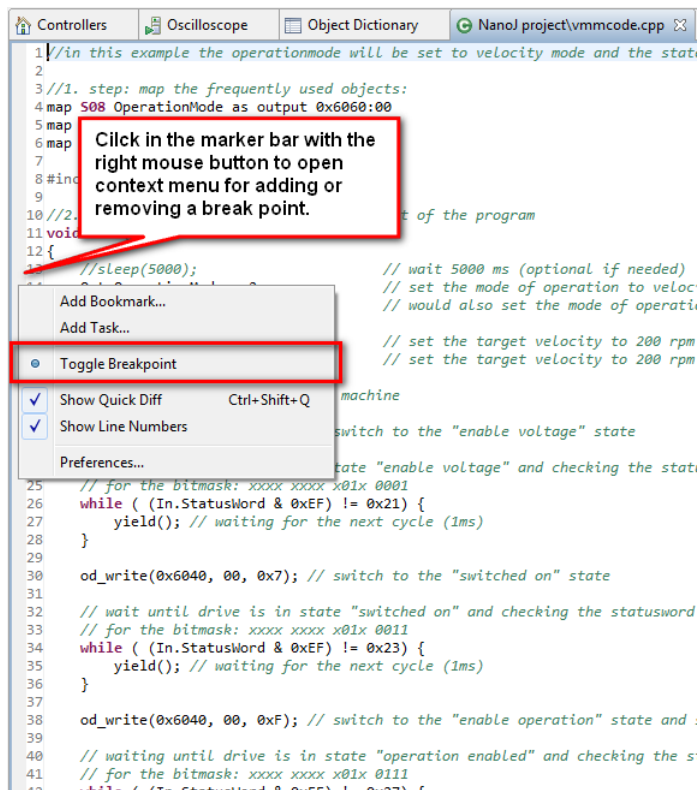 Controllers Oscilloscope Object Dictionary NanoJ project\vmmcode.cpp
1 //in this example the operationmode will be set to velocity mode and the stat
2
3 //1. step: map the frequently used objects:
4 map S08 OperationMode as output 0x6060:00
5 map
6 map
7
8 #inc
9
10 //2. t of the program
11 void
12 {
Cilck in the marker bar with the
right mouse button to open
context menu for adding or
removing a break point.
13 //sleep(5000); // wait 5000 ms (optional if needed)
// set the mode of operation to veloc
// would also set the mode of operatio
// set the target velocity to 200 rpm
// set the target velocity to 200 rpm
machine
switch to the "enable voltage" state
tate "enable voltage" and checking the statu
Add Bookmark...
Add Task...
Toggle Breakpoint
Show Quick Diff Ctrl+Shift+Q
Show Line Numbers
Preferences...
25 // for the bitmask: xxxx xxxx x01x 0001
26 while ( (In.StatusWord & 0xEF) != 0x21) {
27 yield(); // waiting for the next cycle (1ms)
28 }
29
30 od_write(0x6040, 00, 0x7); // switch to the "switched on" state
31
32 // wait until drive is in state "switched on" and checking the statusword
33 // for the bitmask: xxxx xxxx x01x 0011
34 while ( (In.StatusWord & 0xEF) != 0x23) {
35 yield(); // waiting for the next cycle (1ms)
36 }
37
38 od_write(0x6040, 00, 0xF); // switch to the "enable operation" state and
39
40 // waiting until drive is in state "operation enabled" and checking the s
41 // for the bitmask: xxxx xxxx x01x 0111